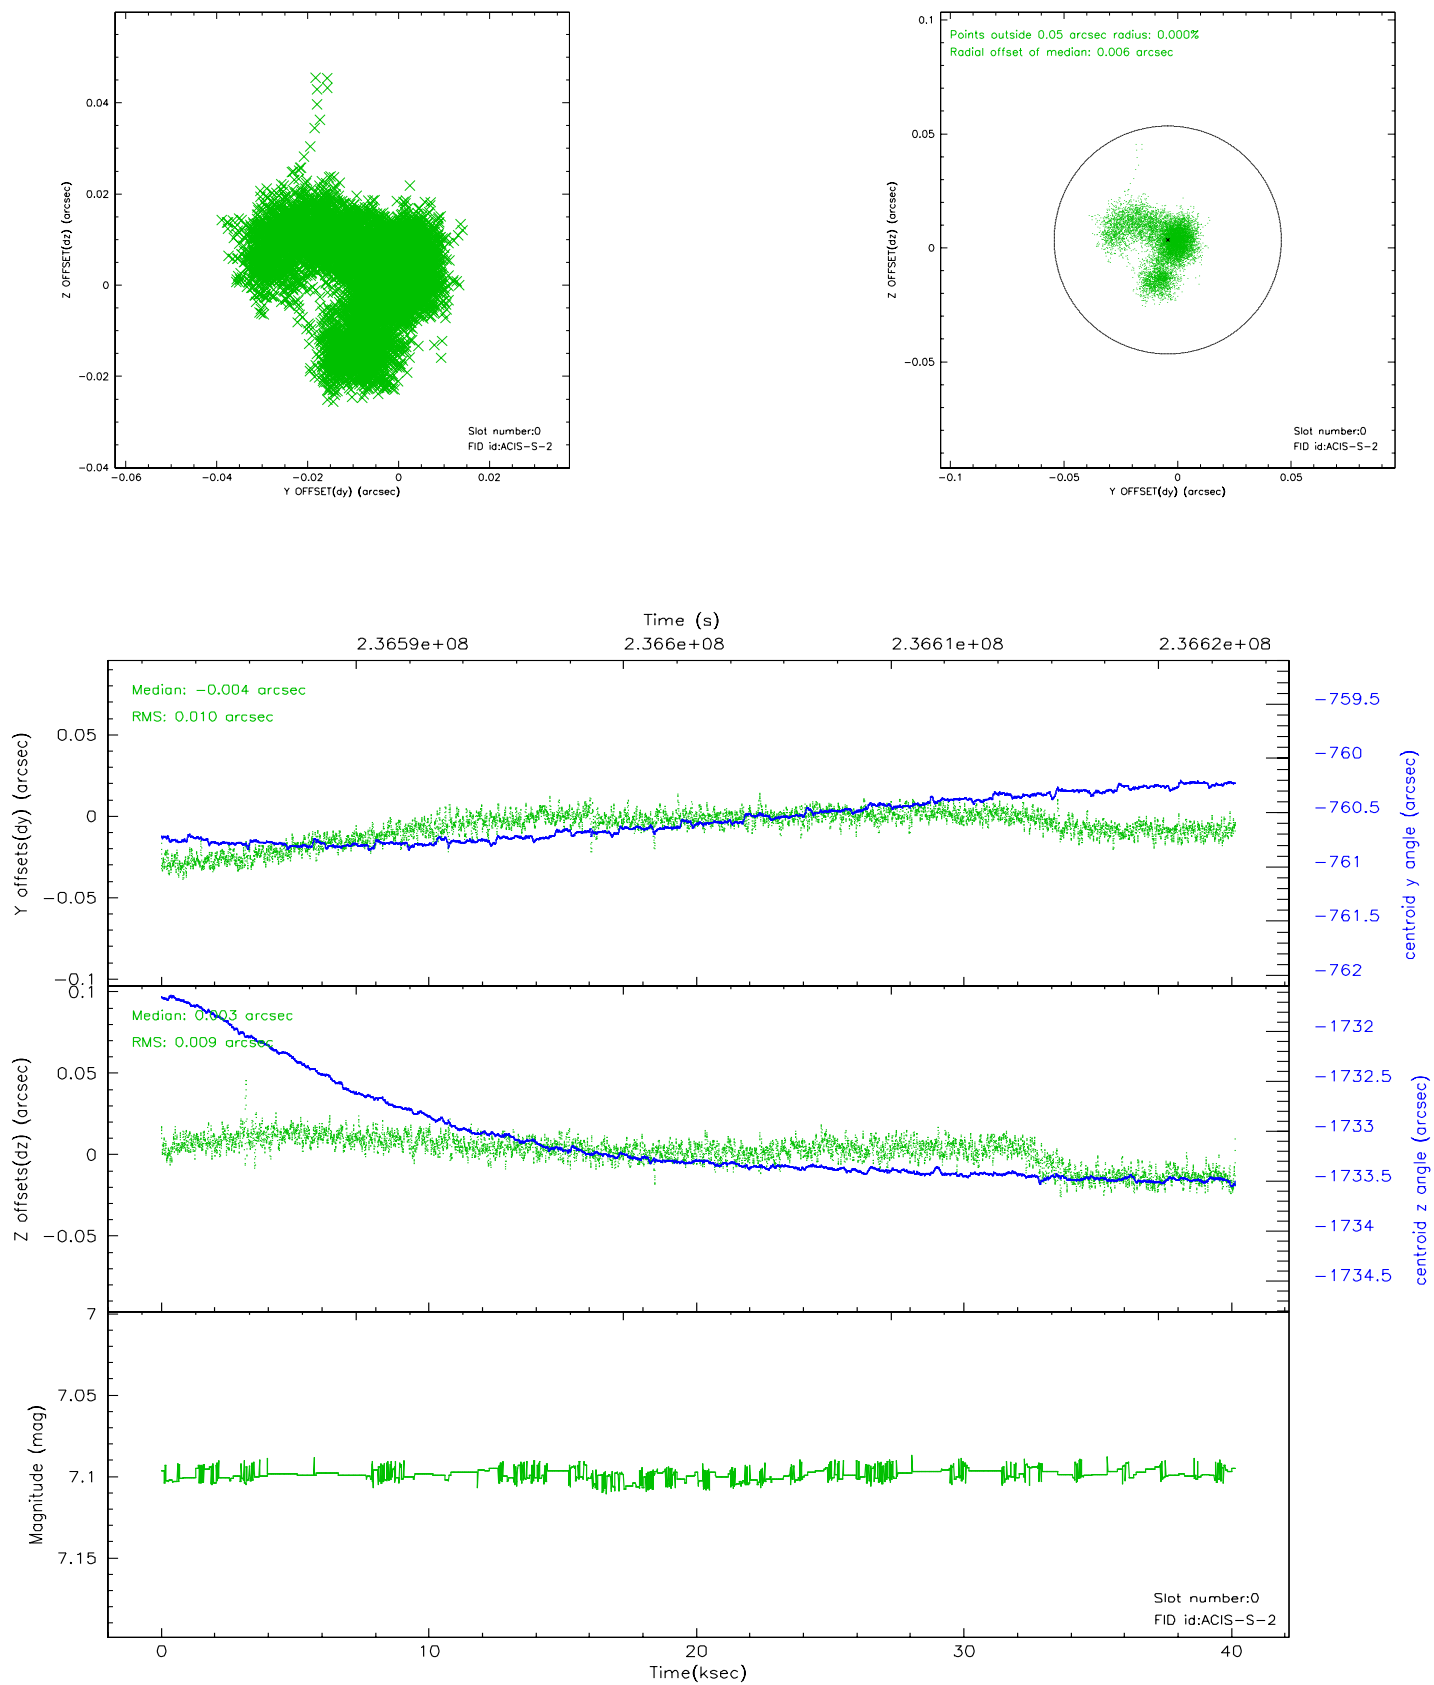 0.04
0.02
0
-0.02
-0.04
Z OFFSET(dz) (arcsec)
-0.06
-0.04
-0.02
0
0.02
Y OFFSET(dy) (arcsec)
Slot number:0
FID id:ACIS-S-2
Points outside 0.05 arcsec radius: 0.000%
Radial offset of median: 0.006 arcsec
0.1
0.05
0
-0.05
Z OFFSET(dz) (arcsec)
-0.1
-0.05
0
0.05
Y OFFSET(dy) (arcsec)
Slot number:0
FID id:ACIS-S-2
Time (s)
2.3659e+08
2.366e+08
2.3661e+08
2.3662e+08
Median: -0.004 arcsec
RMS: 0.010 arcsec
0.05
0
-0.05
-0.1
Y offsets(dy) (arcsec)
-759.5
-760
-760.5
-761
-761.5
-762
centroid y angle (arcsec)
Median: 0.003 arcsec
RMS: 0.009 arcsec
0.1
0.05
0
-0.05
Z offsets(dz) (arcsec)
-1732
-1732.5
-1733
-1733.5
-1734
-1734.5
centroid z angle (arcsec)
7
7.05
7.1
7.15
Magnitude (mag)
Slot number:0
FID id:ACIS-S-2
0
10
20
30
40
Time(ksec)